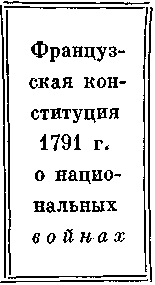 Француз-
ская кон-
ституция
1791 г.
о нацио-
нальных
войнах